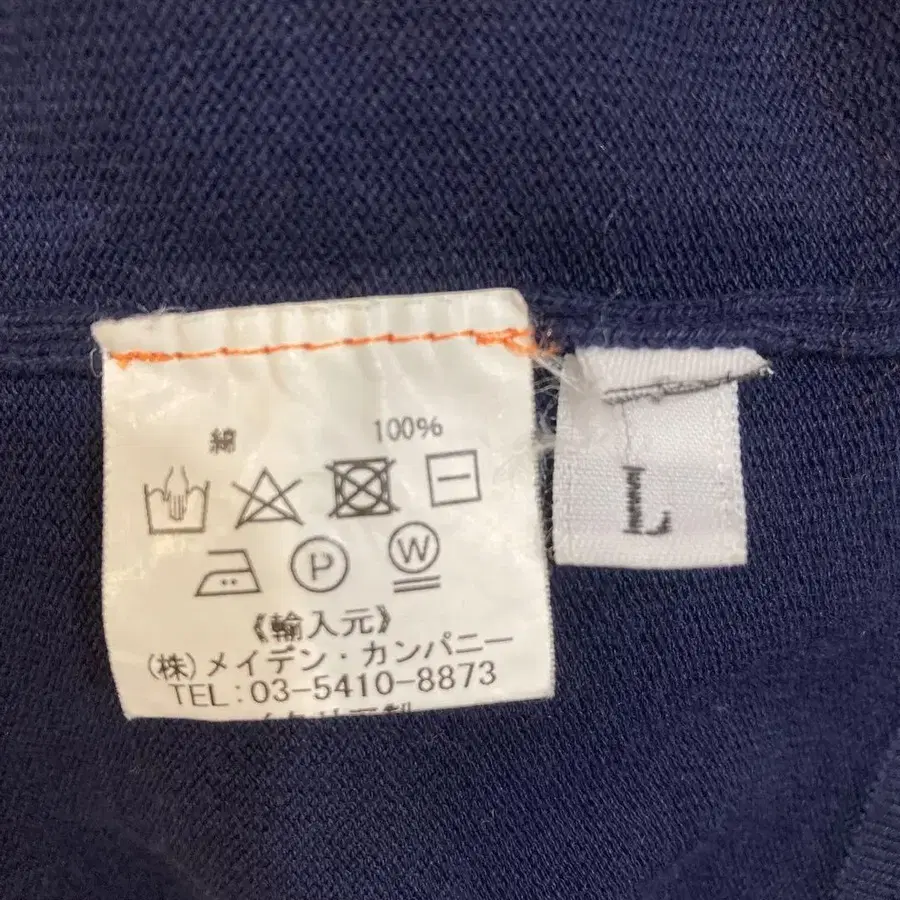 綿 100%
P W
《輸入元》
(株)メイデン・カンパニー
TEL:03-5410-8873
L